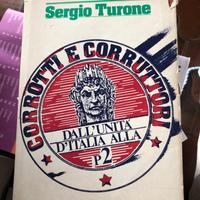 Sergio Turone
CORROTTI E CORRUTTORI
DALL'UNITÀ
D'ITALIA ALLA
P2